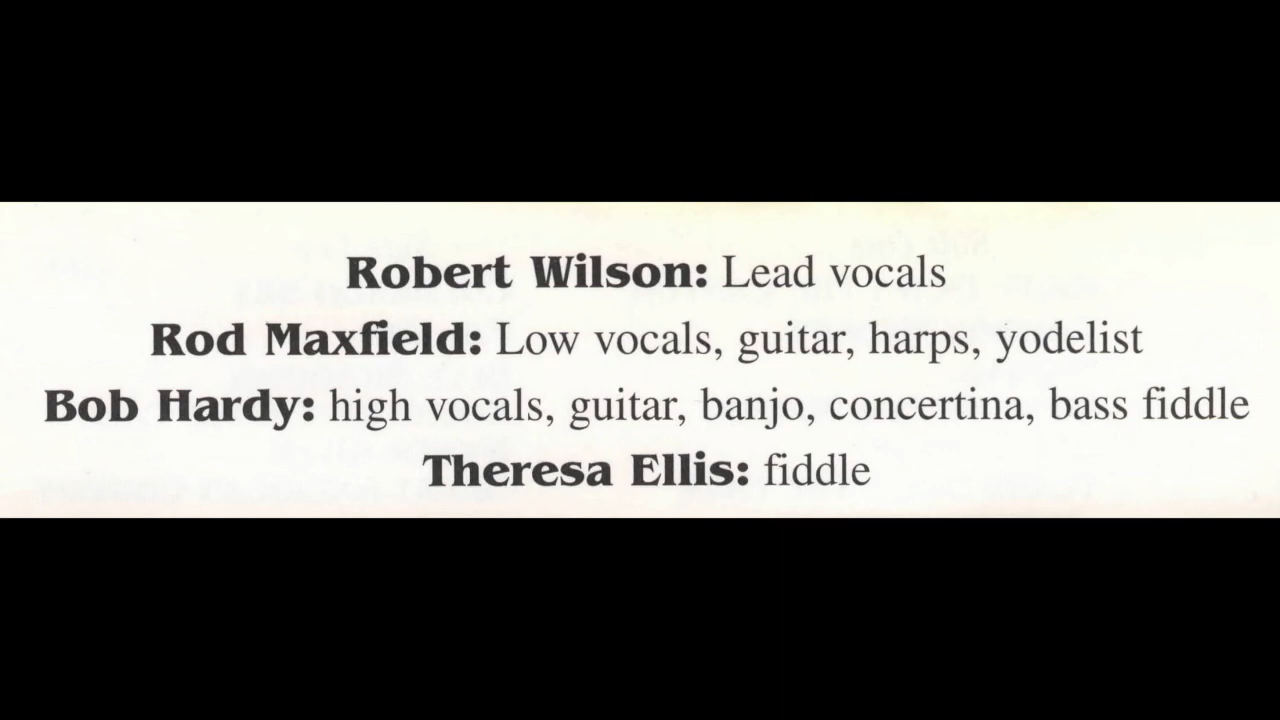 Robert Wilson: Lead vocals
Rod Maxfield: Low vocals, guitar, harps, yodelist
Bob Hardy: high vocals, guitar, banjo, concertina, bass fiddle
Theresa Ellis: fiddle